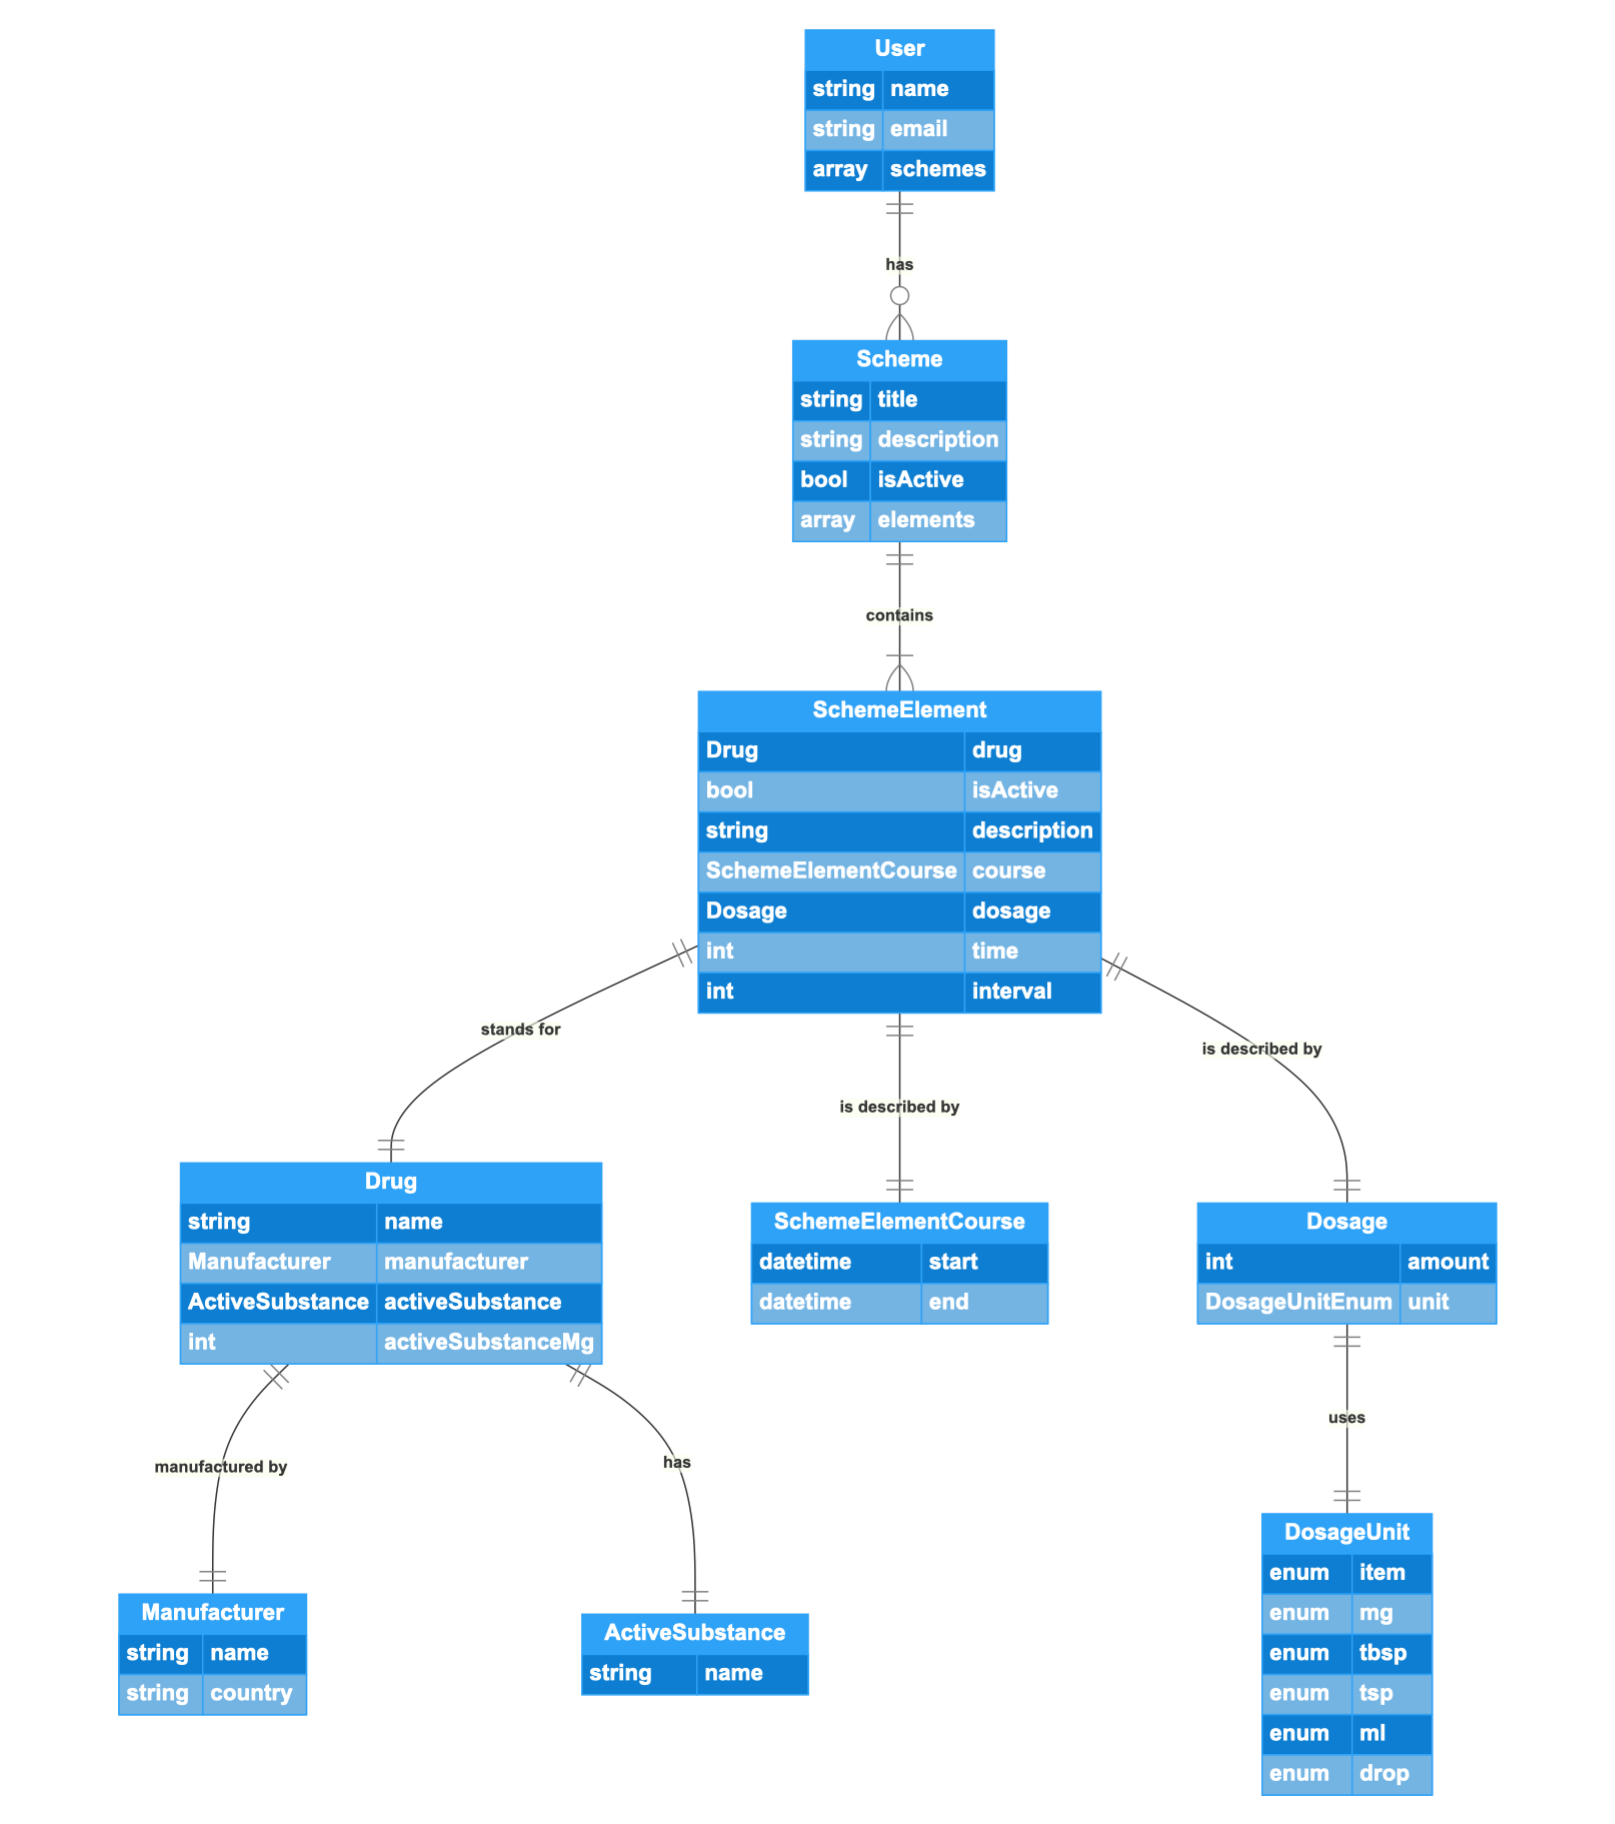 User
string name
string email
array schemes
has
Scheme
string title
string description
bool isActive
array elements
contains
SchemeElement
Drug drug
bool isActive
string description
SchemeElementCourse course
Dosage dosage
int time
int interval
stands for
is described by
is described by
Drug
string name
Manufacturer manufacturer
ActiveSubstance activeSubstance
int activeSubstanceMg
SchemeElementCourse
datetime start
datetime end
Dosage
int amount
DosageUnitEnum unit
manufactured by
has
uses
Manufacturer
string name
string country
ActiveSubstance
string name
DosageUnit
enum item
enum mg
enum tbsp
enum tsp
enum ml
enum drop